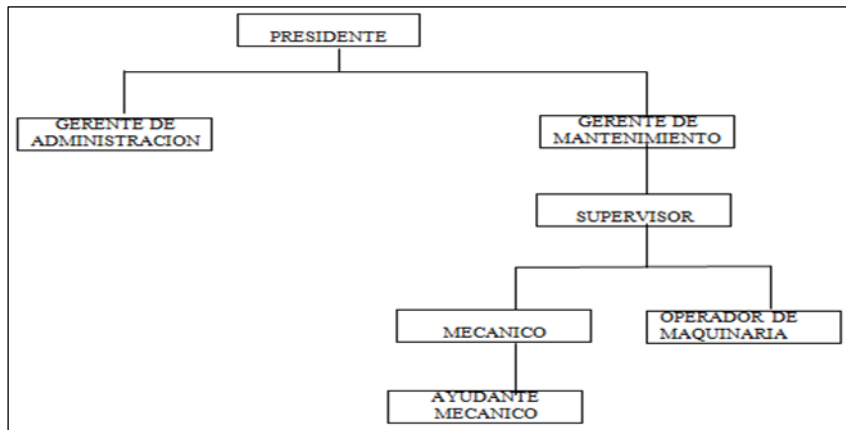 PRESIDENTE
GERENTE DE
ADMINISTRACION
GERENTE DE
MANTENIMIENTO
SUPERVISOR
MECANICO
OPERADOR DE
MAQUINARIA
AYUDANTE
MECANICO